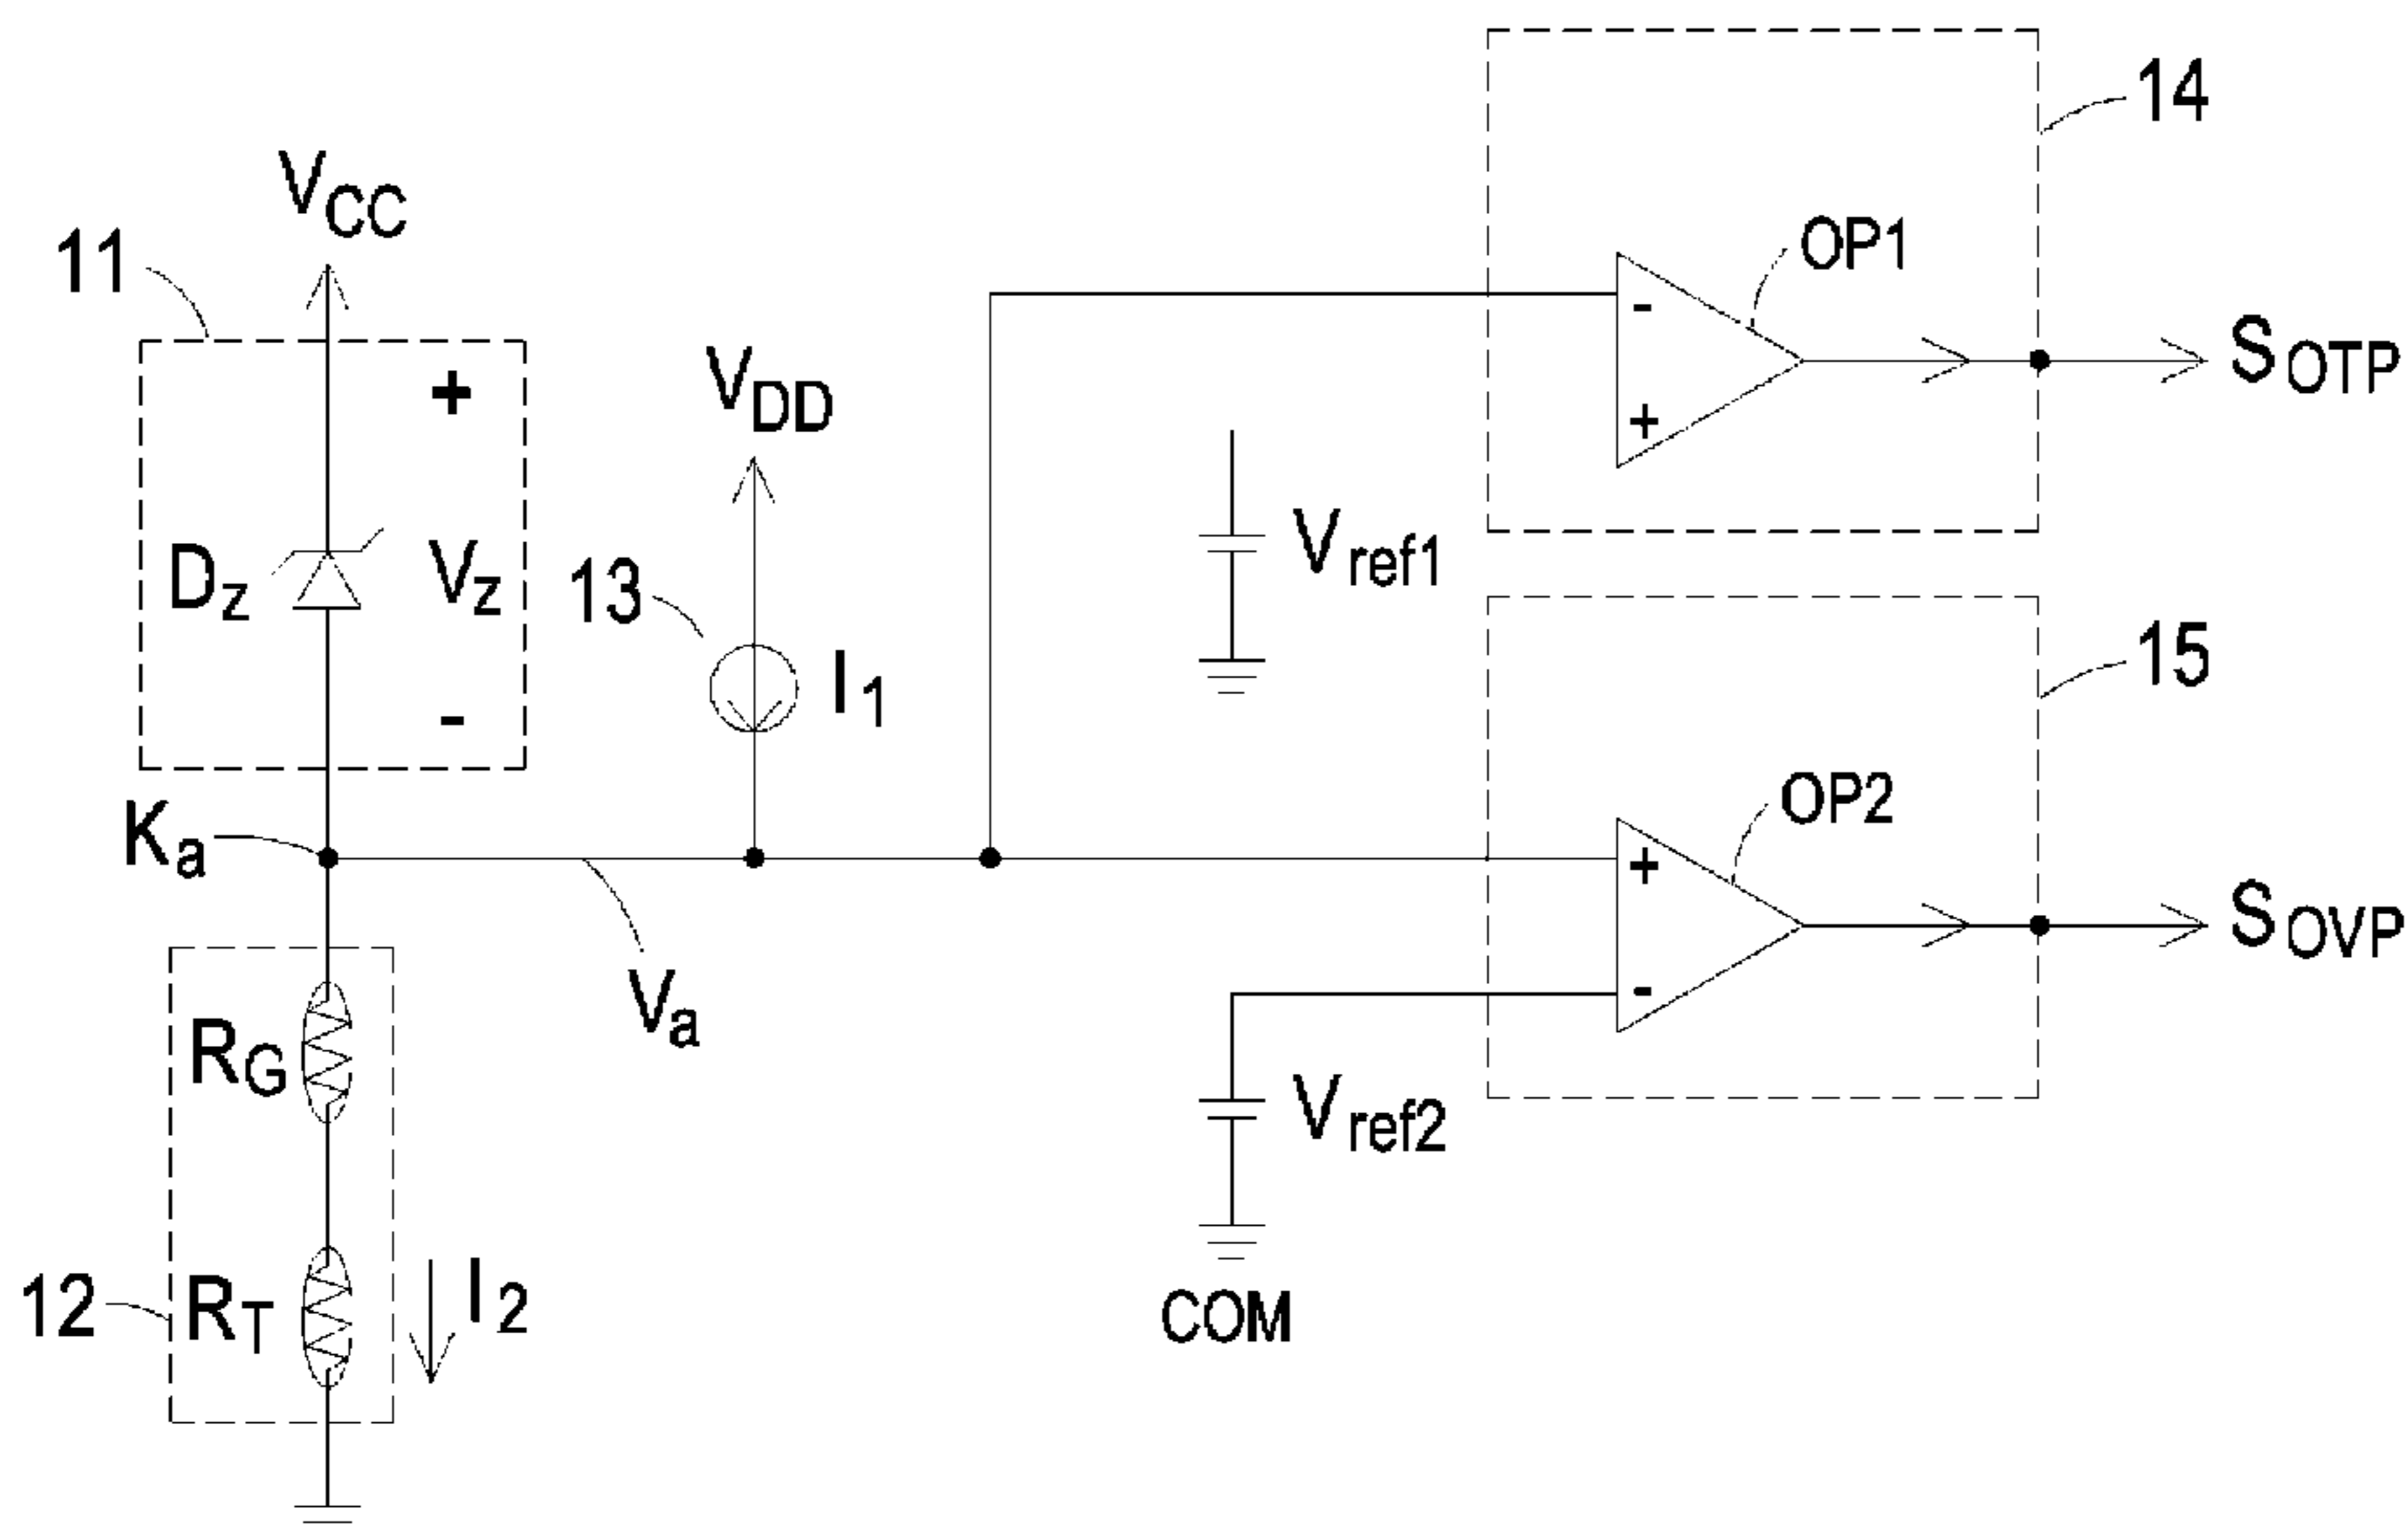 14
VCC
11
OP1
+
-
VDD
SOTP
+
DZ
VZ
13
Vref1
I1
15
-
OP2
Ka
+
SOVP
Va
-
RG
Vref2
12
RT
I2
COM